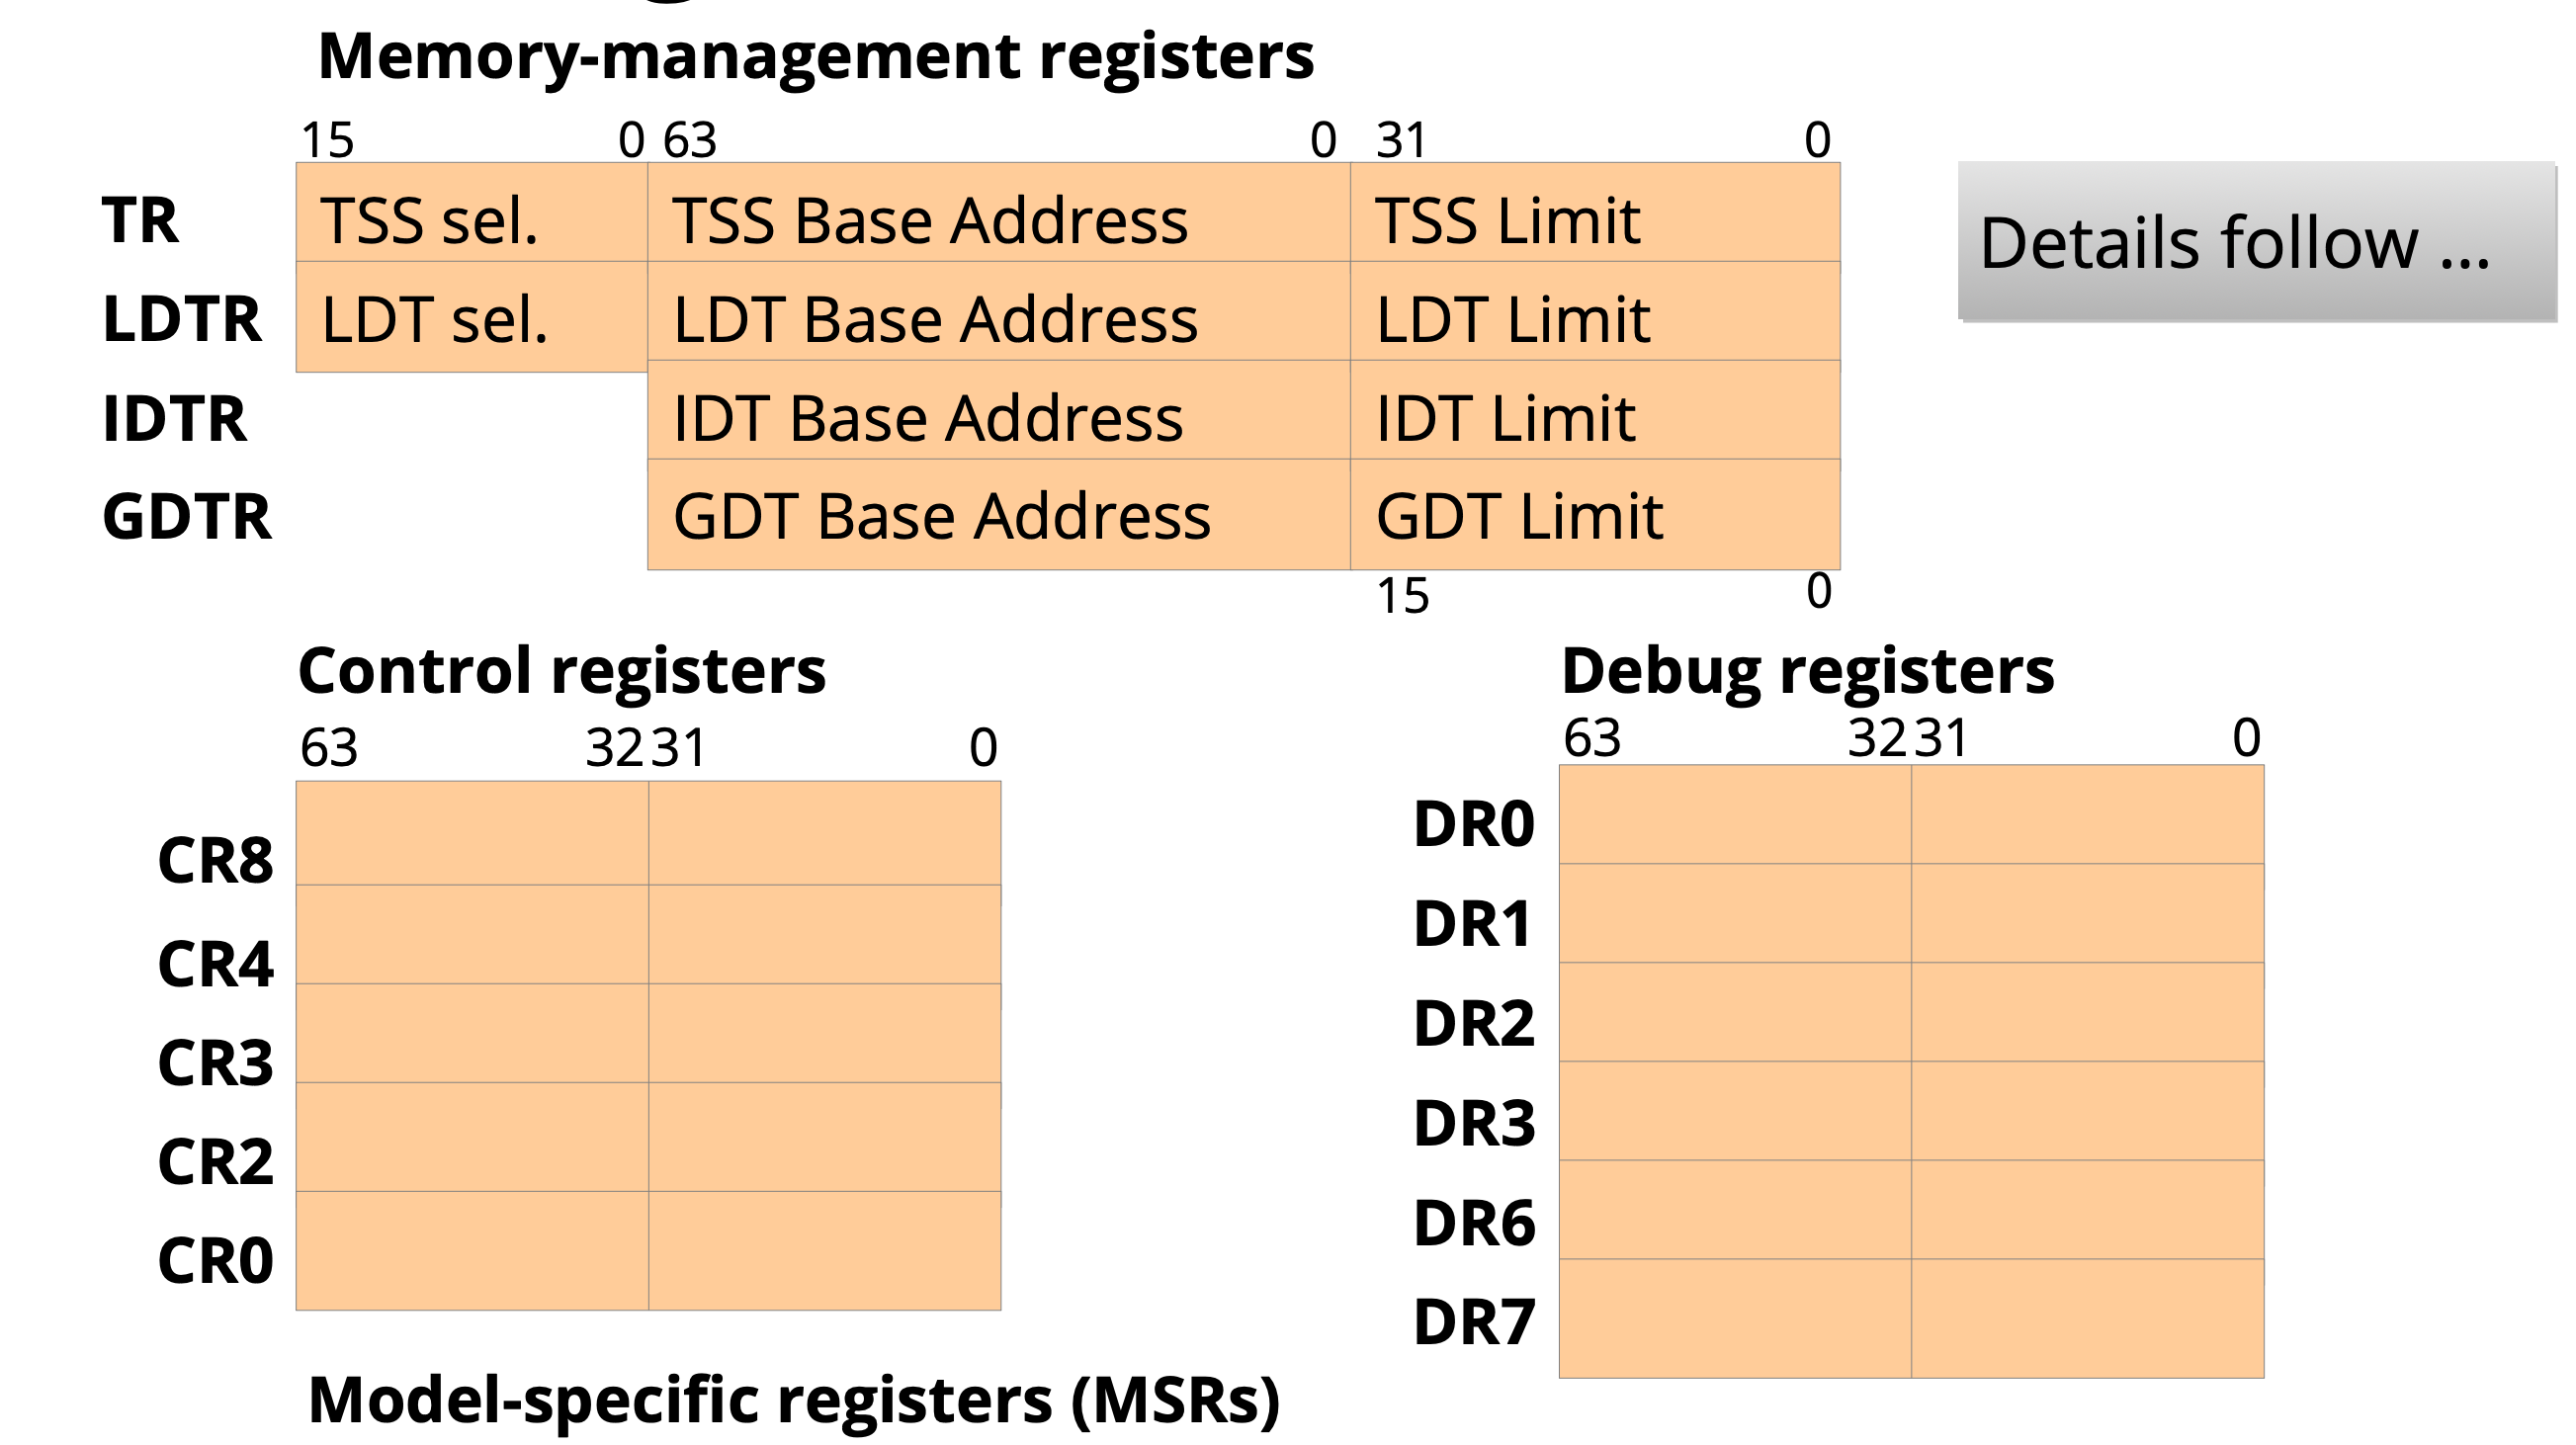 Memory-management registers
15 0 63 0 31 0
TR TSS sel. TSS Base Address TSS Limit
Details follow ...
LDTR LDT sel. LDT Base Address LDT Limit
IDTR IDT Base Address IDT Limit
GDTR GDT Base Address GDT Limit
15 0
Control registers
63 32 31 0
CR8
CR4
CR3
CR2
CR0
Debug registers
63 32 31 0
DR0
DR1
DR2
DR3
DR6
DR7
Model-specific registers (MSRs)